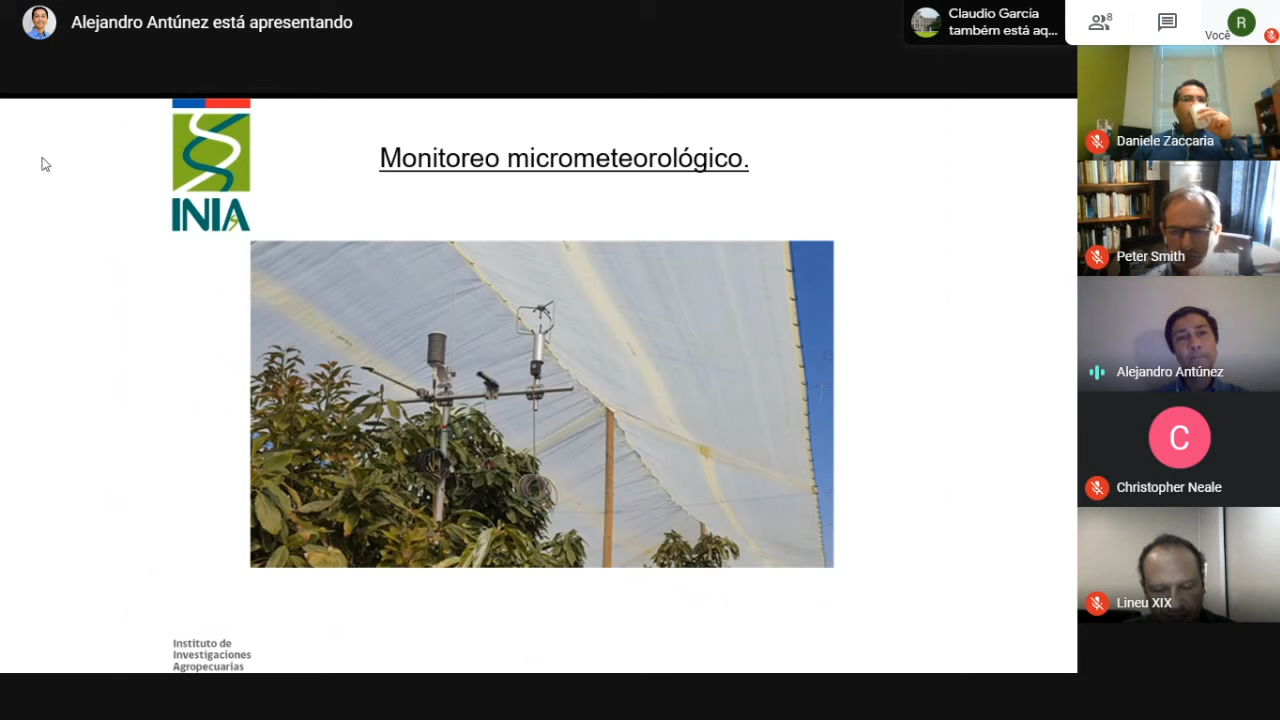 Alejandro Antúnez está apresentando
Claudio García
também está aq...
8
Você
R
Monitoreo micrometeorológico.
INIA
Instituto de
Investigaciones
Agropecuarias
Daniele Zaccaria
Peter Smith
Alejandro Antúnez
C
Christopher Neale
Lineu XIX